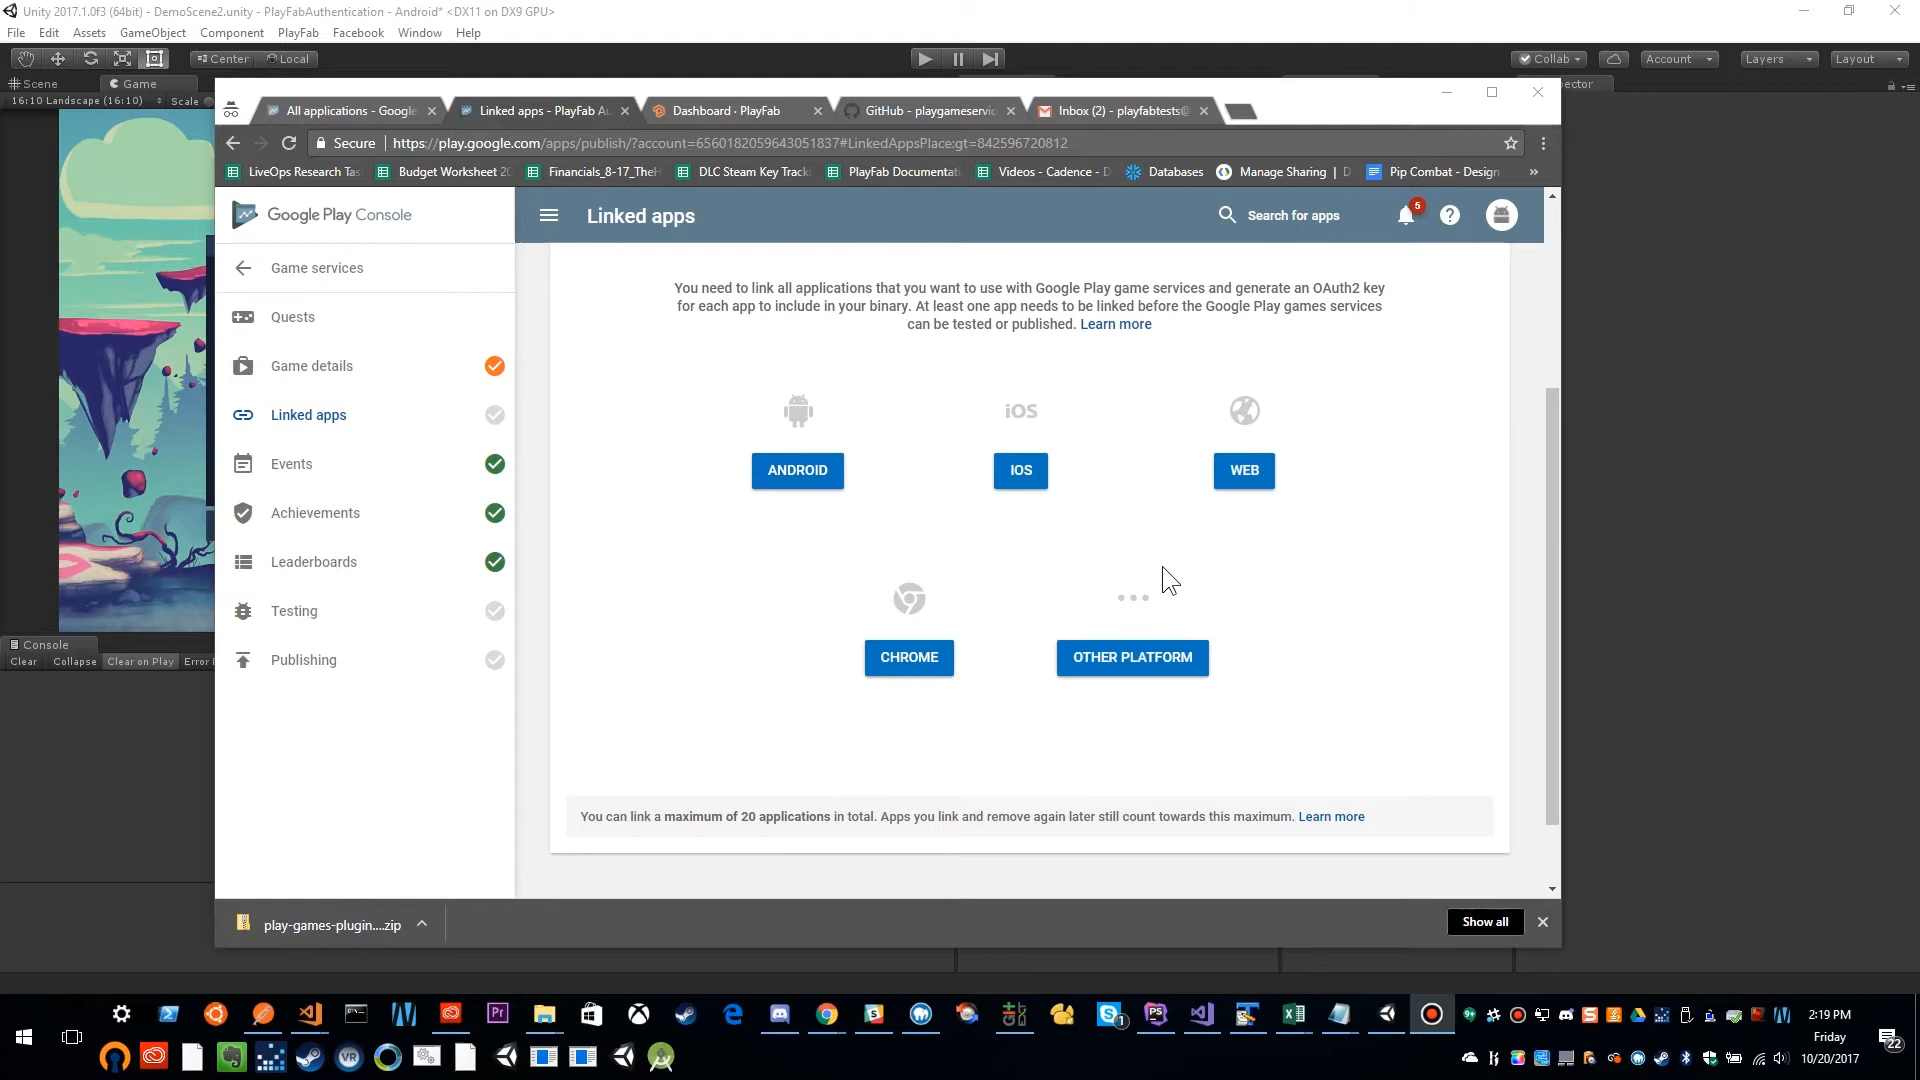 Unity 2017.1.0f3 (64bit) - DemoScene2.unity - PlayFabAuthentication - Android* <DX11 on DX9 GPU>
File Edit Assets GameObject Component PlayFab Facebook Window Help
Center Local Collab Account Layers Layout
Scene Game
16:10 Landscape (16:10) Scale
All applications - Google Linked apps - PlayFab Au Dashboard · PlayFab GitHub - playgameservic Inbox (2) - playfabtests@
Secure https://play.google.com/apps/publish/?account=6560182059643051837#LinkedAppsPlace:gt=842596720812
LiveOps Research Tas Budget Worksheet 20 Financials_8-17_TheH DLC Steam Key Track PlayFab Documentati Videos - Cadence - D Databases Manage Sharing | D Pip Combat - Design »
Google Play Console
Linked apps
Search for apps
5
Game services
Quests
Game details
Linked apps
Events
Achievements
Leaderboards
Testing
Publishing
You need to link all applications that you want to use with Google Play game services and generate an OAuth2 key
for each app to include in your binary. At least one app needs to be linked before the Google Play games services
can be tested or published. Learn more
iOS
ANDROID IOS WEB
CHROME OTHER PLATFORM
You can link a maximum of 20 applications in total. Apps you link and remove again later still count towards this maximum. Learn more
Console
Clear Collapse Clear on Play Error
play-games-plugin....zip
Show all
2:19 PM
Friday
10/20/2017
22